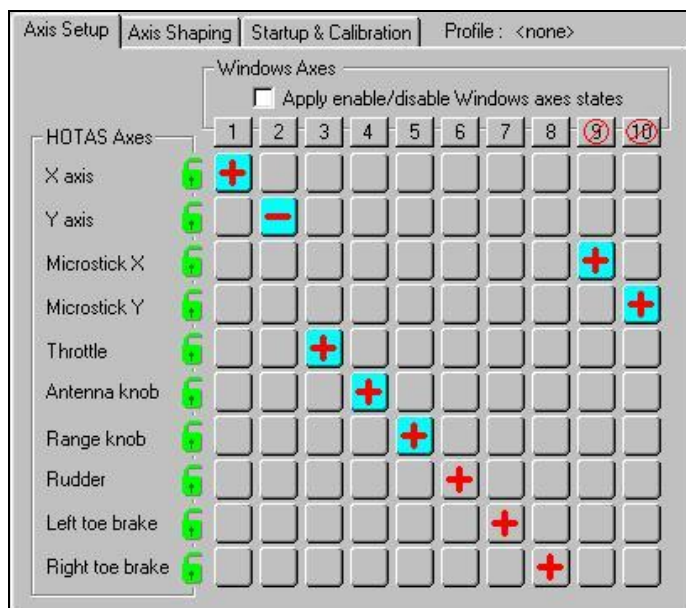 Axis Setup Axis Shaping Startup & Calibration Profile : <none>
Windows Axes
Apply enable/disable Windows axes states
HOTAS Axes 1 2 3 4 5 6 7 8 9 10
X axis
Y axis
Microstick X
Microstick Y
Throttle
Antenna knob
Range knob
Rudder
Left toe brake
Right toe brake